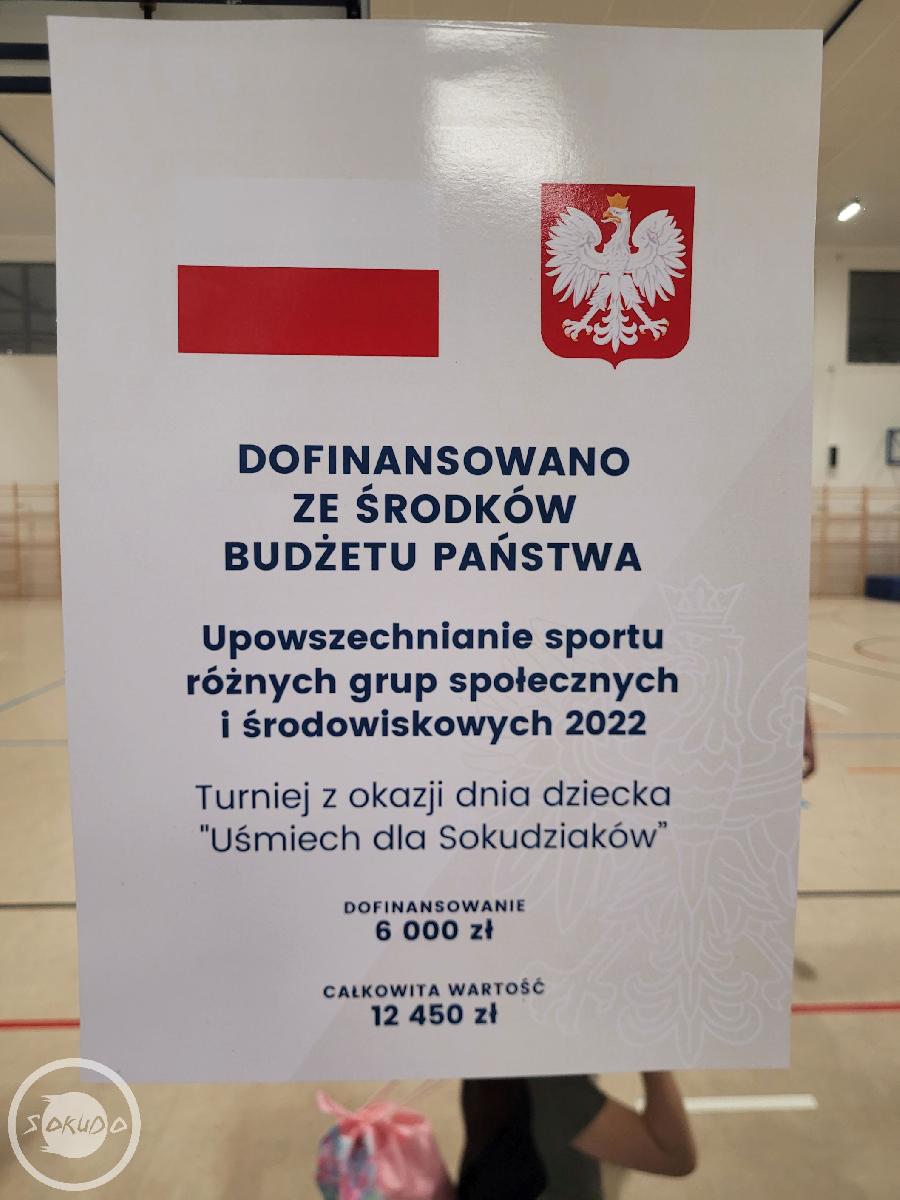 DOFINANSOWANO
ZE ŚRODKÓW
BUDŻETU PAŃSTWA
Upowszechnianie sportu
różnych grup społecznych
i środowiskowych 2022
Turniej z okazji dnia dziecka
"Uśmiech dla Sokudziaków”
DOFINANSOWANIE
6 000 zł
CAŁKOWITA WARTOŚĆ
12 450 zł
SOKUDO